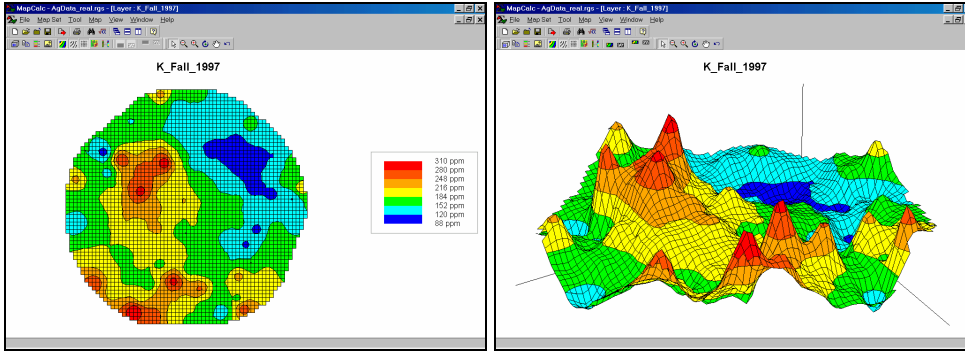 MapCalc - AgData_real.rgs - [Layer : K_Fall_1997]
Map Set Tool Map View Window Help
K_Fall_1997
310 ppm
280 ppm
248 ppm
216 ppm
184 ppm
152 ppm
120 ppm
88 ppm
MapCalc - AgData_real.rgs - [Layer : K_Fall_1997]
File Map Set Tool Map View Window Help
K_Fall_1997